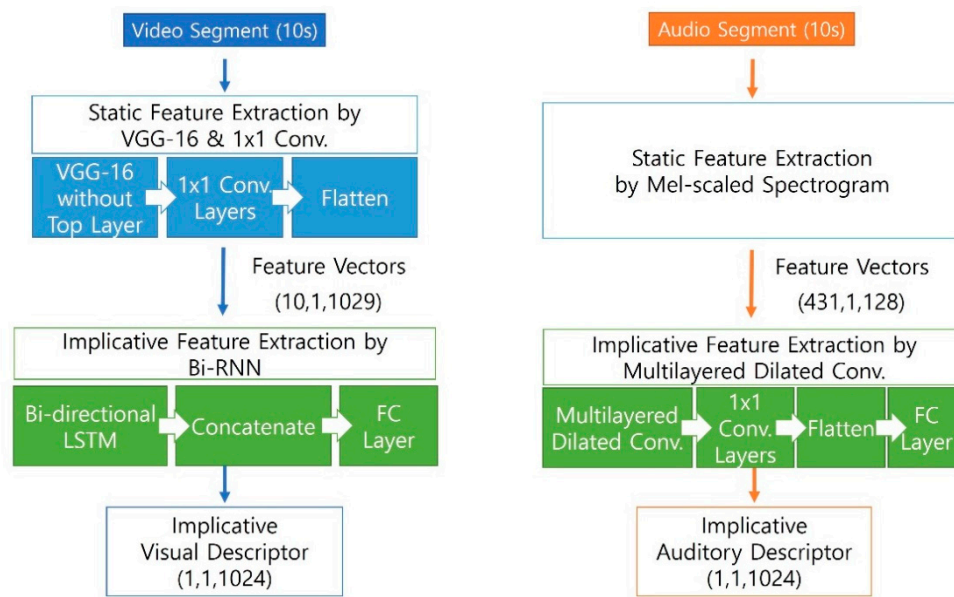 Video Segment (10s)
Static Feature Extraction by
VGG-16 & 1x1 Conv.
VGG-16
without
Top Layer
1x1 Conv.
Layers
Flatten
Feature Vectors
(10,1,1029)
Implicative Feature Extraction by
Bi-RNN
Bi-directional
LSTM
Concatenate
FC
Layer
Implicative
Visual Descriptor
(1,1,1024)
Audio Segment (10s)
Static Feature Extraction
by Mel-scaled Spectrogram
Feature Vectors
(431,1,128)
Implicative Feature Extraction by
Multilayered Dilated Conv.
Multilayered
Dilated Conv.
1x1
Conv.
Layers
Flatten
FC
Layer
Implicative
Auditory Descriptor
(1,1,1024)